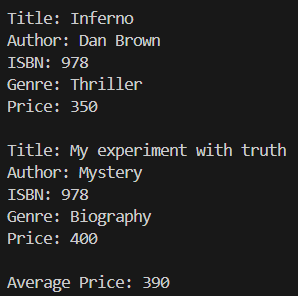 Title: Inferno
Author: Dan Brown
ISBN: 978
Genre: Thriller
Price: 350
Title: My experiment with truth
Author: Mystery
ISBN: 978
Genre: Biography
Price: 400
Average Price: 390